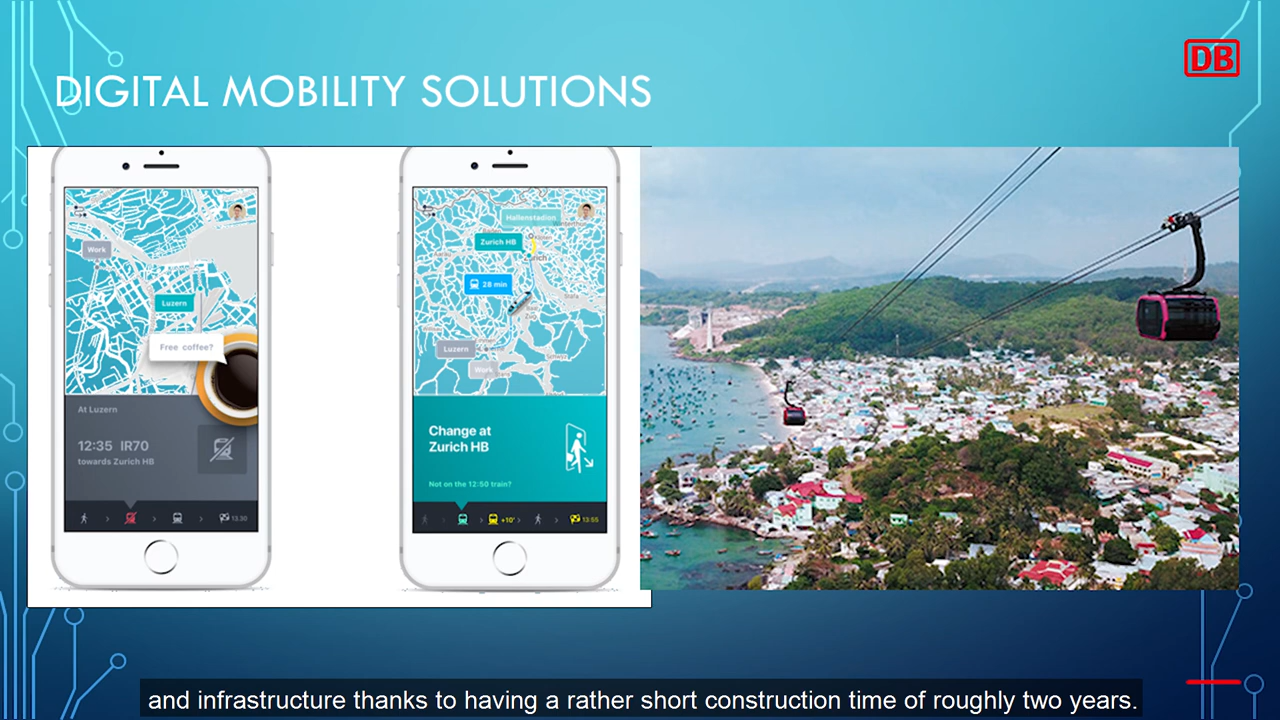 DIGITAL MOBILITY SOLUTIONS
DB
Work
Luzern
Free coffee?
At Luzern
12:35 IR70
towards Zurich HB
13:30
Hallenstadion
Zurich HB
28 min
Luzern
Work
Change at
Zurich HB
Not on the 12:50 train?
+10'
13:55
and infrastructure thanks to having a rather short construction time of roughly two years.